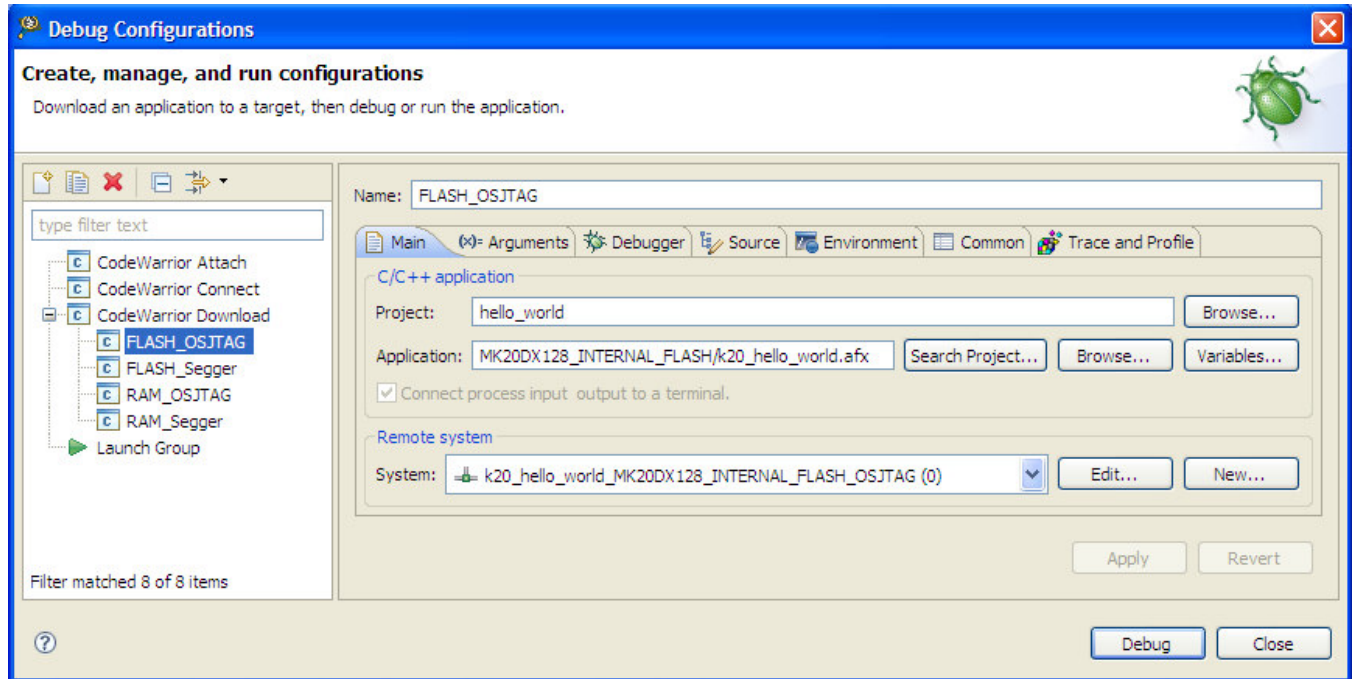 Debug Configurations
Create, manage, and run configurations
Download an application to a target, then debug or run the application.
type filter text
CodeWarrior Attach
CodeWarrior Connect
CodeWarrior Download
FLASH_OSJTAG
FLASH_Segger
RAM_OSJTAG
RAM_Segger
Launch Group
Filter matched 8 of 8 items
Name: FLASH_OSJTAG
Main (x)= Arguments Debugger Source Environment Common Trace and Profile
C/C++ application
Project: hello_world Browse...
Application: MK20DX128_INTERNAL_FLASH/k20_hello_world.afx Search Project... Browse... Variables...
Connect process input output to a terminal.
Remote system
System: k20_hello_world_MK20DX128_INTERNAL_FLASH_OSJTAG (0) Edit... New...
Apply Revert
Debug Close